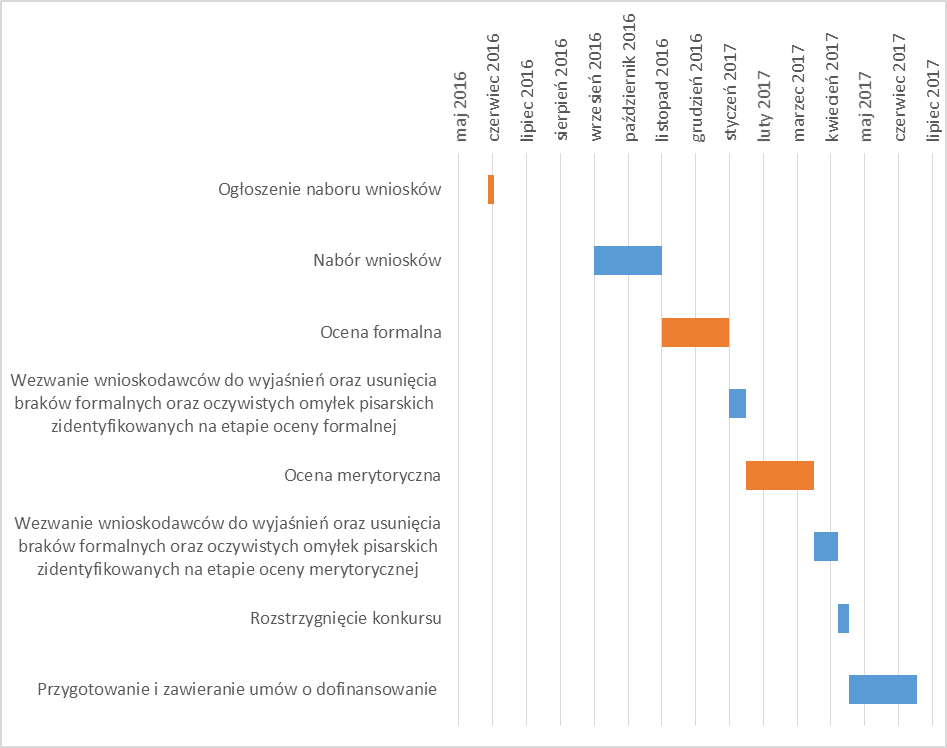 maj 2016
czerwiec 2016
lipiec 2016
sierpień 2016
wrzesień 2016
październik 2016
listopad 2016
grudzień 2016
styczeń 2017
luty 2017
marzec 2017
kwiecień 2017
maj 2017
czerwiec 2017
lipiec 2017
Ogłoszenie naboru wniosków
Nabór wniosków
Ocena formalna
Wezwanie wnioskodawców do wyjaśnień oraz usunięcia
braków formalnych oraz oczywistych omyłek pisarskich
zidentyfikowanych na etapie oceny formalnej
Ocena merytoryczna
Wezwanie wnioskodawców do wyjaśnień oraz usunięcia
braków formalnych oraz oczywistych omyłek pisarskich
zidentyfikowanych na etapie oceny merytorycznej
Rozstrzygnięcie konkursu
Przygotowanie i zawieranie umów o dofinansowanie